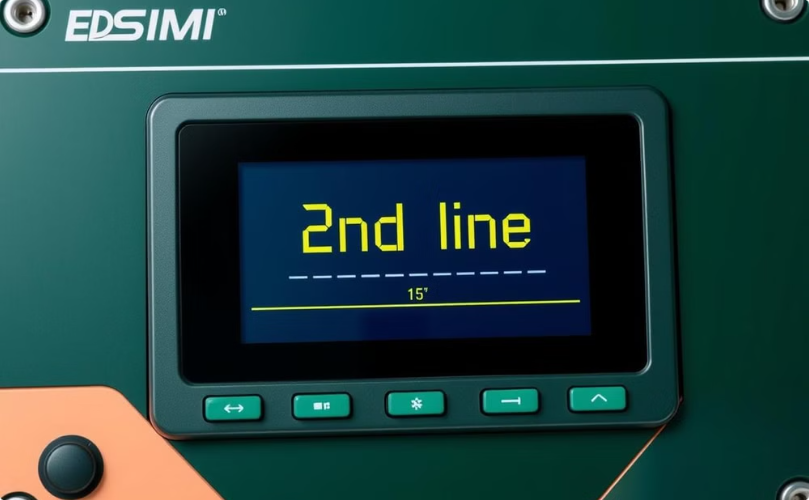 EDSIMI
2nd line
15"